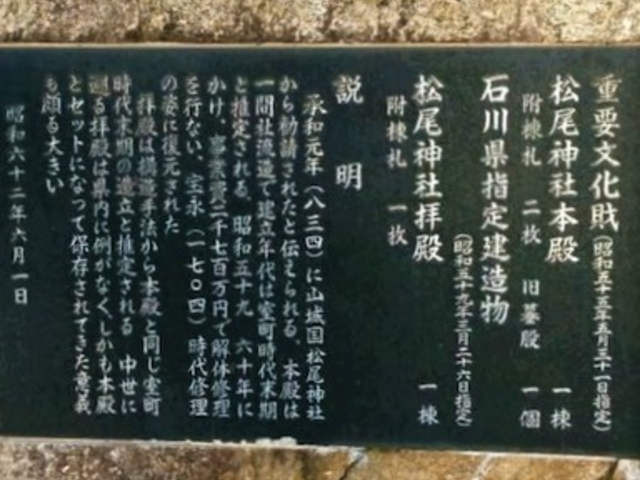 重要文化財(昭和五十五年五月三十一日指定)
松尾神社本殿 一棟
附棟札 二枚 旧蟇股 一個
石川県指定建造物
(昭和五十九年三月二十六日指定)
松尾神社拝殿 一棟
附棟札 一枚
説明
承和元年(八三四)に山城国松尾神社
から勧請されたと伝えられる。本殿は
一間社流造で建立年代は室町時代末期
と推定される。昭和五十九 六十年に
かけ、事業費二千七百万円で解体修理
を行ない、宝永(一七〇四)時代修理
の姿に復元された
拝殿は構造手法から本殿と同じ室町
時代末期の造立と推定される 中世に
遡る拝殿は県内に例がなく、しかも本殿
とセットになって保存されてきた意義
も頗る大きい
昭和六十二年六月一日